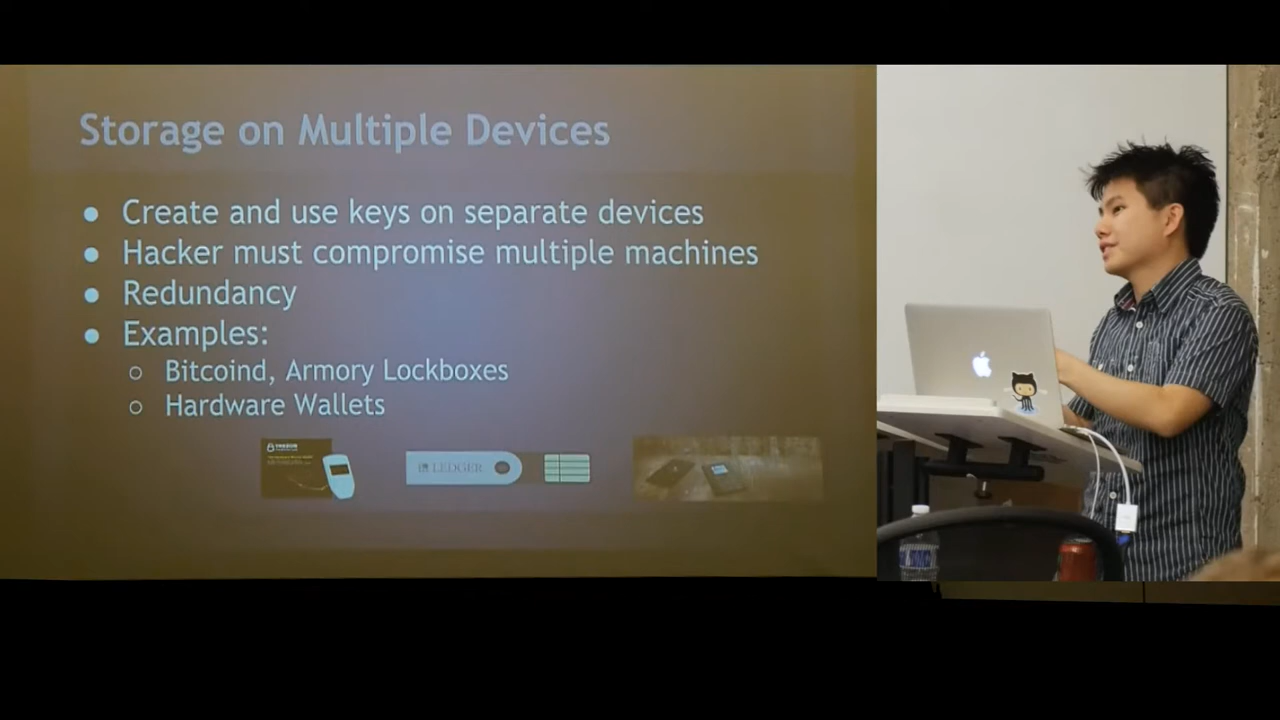 Storage on Multiple Devices
● Create and use keys on separate devices
● Hacker must compromise multiple machines
● Redundancy
● Examples:
○ Bitcoind, Armory Lockboxes
○ Hardware Wallets
TREZOR
LEDGER